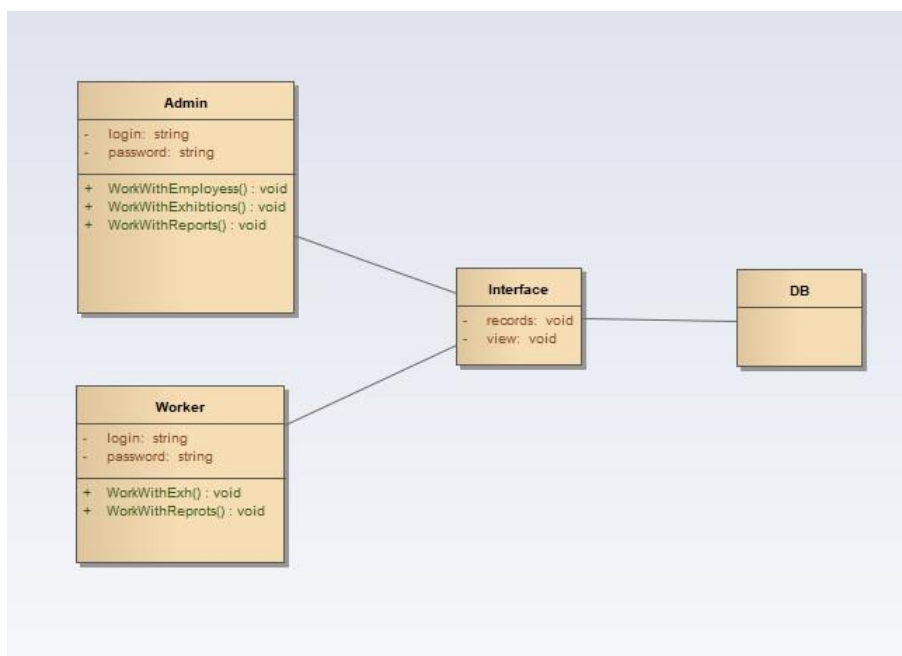 Admin
- login: string
- password: string
+ WorkWithEmployess() : void
+ WorkWithExhibtions() : void
+ WorkWithReports() : void
Interface
- records: void
- view: void
DB
Worker
- login: string
- password: string
+ WorkWithExh() : void
+ WorkWithReprots() : void